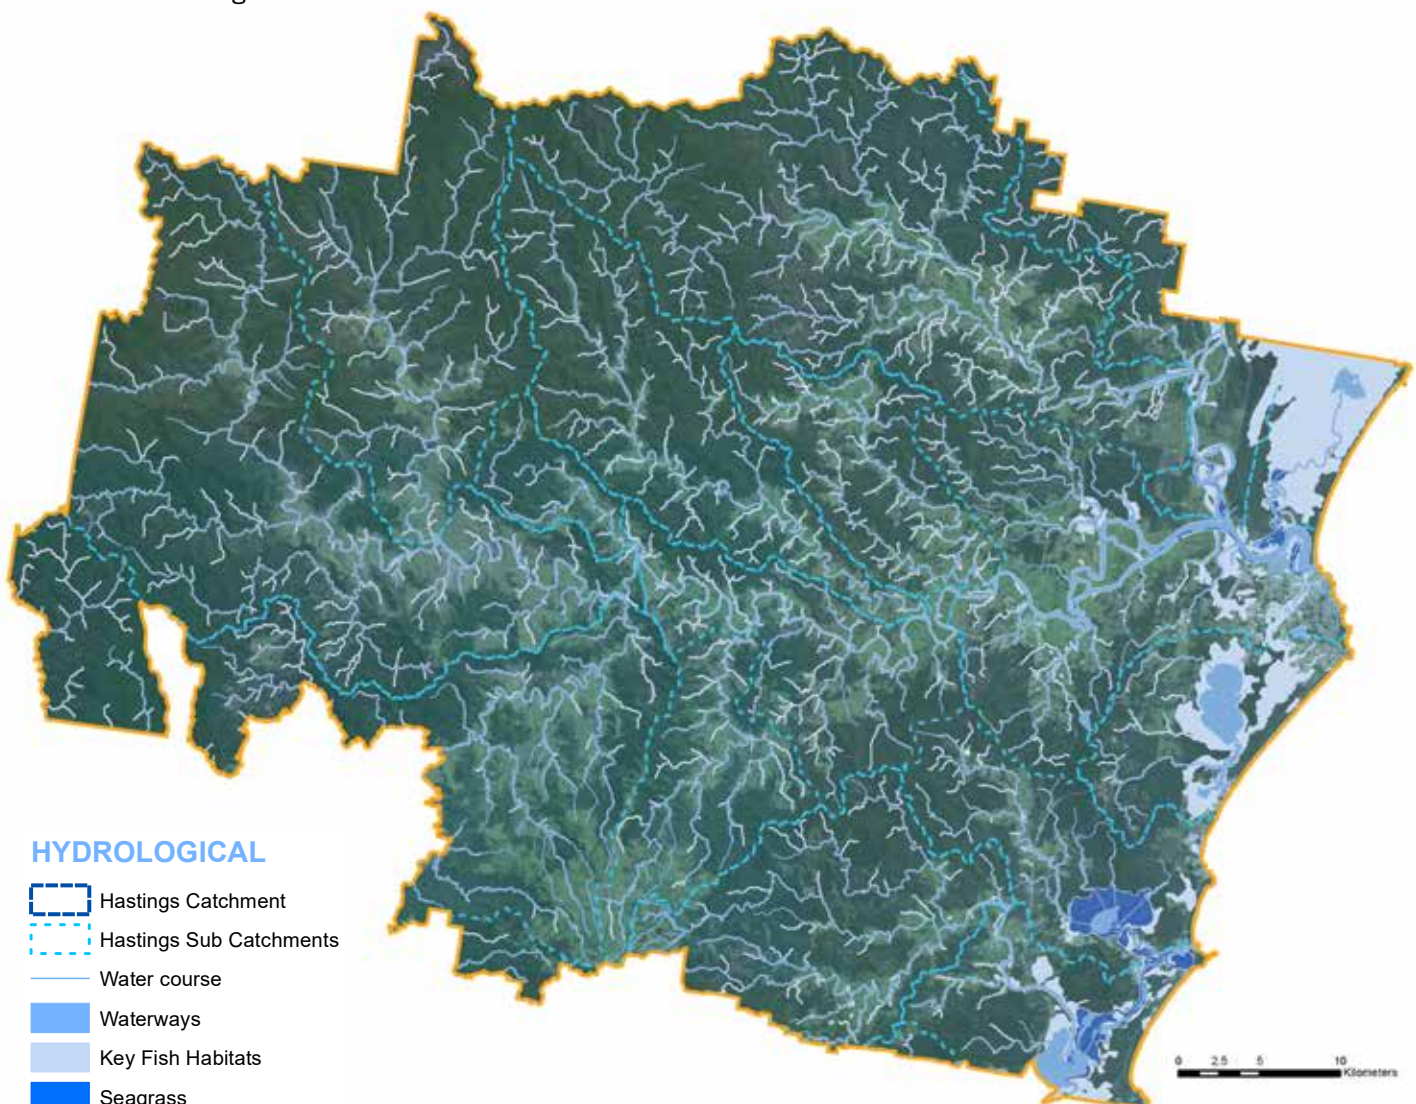 HYDROLOGICAL
Hastings Catchment
Hastings Sub Catchments
Water course
Waterways
Key Fish Habitats
Seagrass
0 2.5 5 10
Kilometers